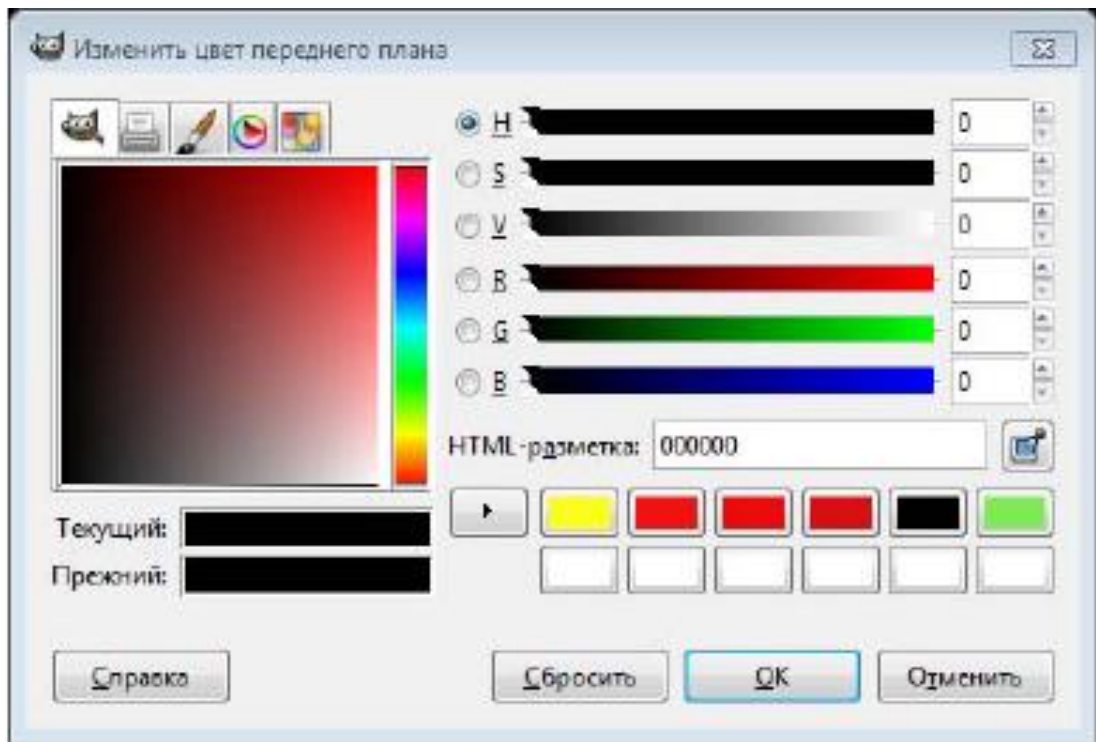 Изменить цвет переднего плана
H 0
S 0
V 0
R 0
G 0
B 0
HTML-разметка: 000000
Текущий:
Прежний:
Справка Сбросить OK Отменить